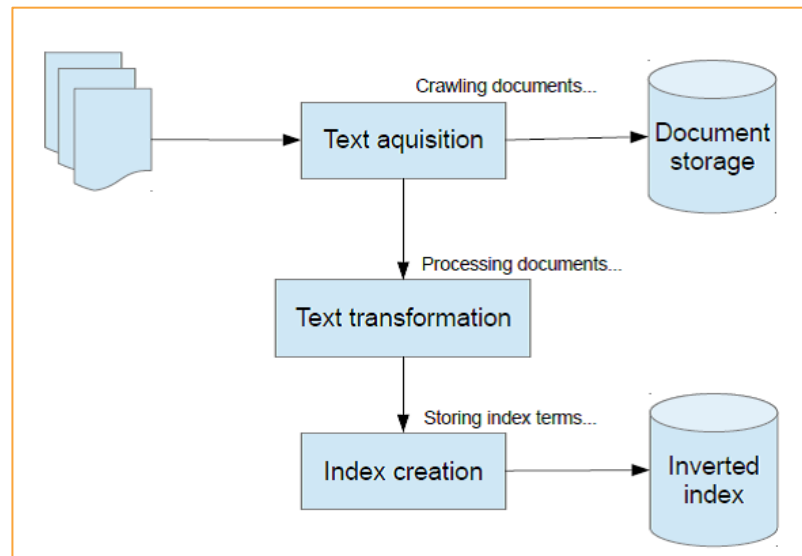 Crawling documents...
Text aquisition
Document
storage
Processing documents...
Text transformation
Storing index terms...
Index creation
Inverted
index